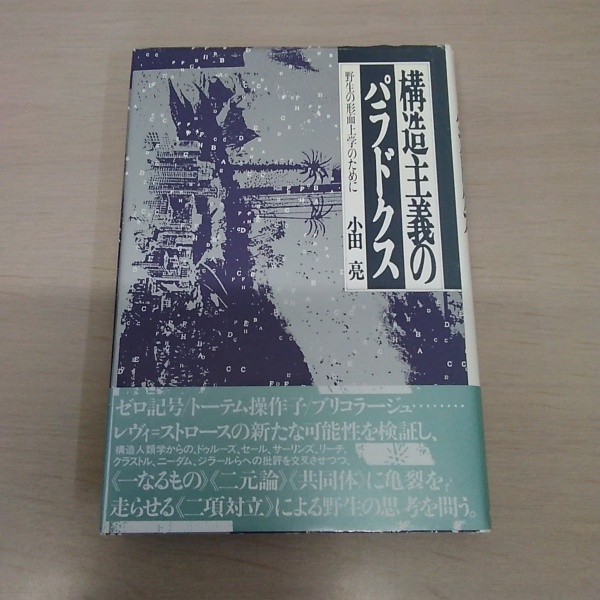 構造主義の
パラドクス
野生の形而上学のために
小田 亮
ゼロ記号/トーテム操作子/ブリコラージュ………
レヴィ=ストロースの新たな可能性を検証し、
構造人類学からの、ドゥルーズ、セール、サーリンズ、リーチ、
クラストル、ニーダム、ジラールらへの批評を交叉させつつ、
《一なるもの》《二元論》《共同体》に亀裂を
走らせる《二項対立》による野生の思考を問う。